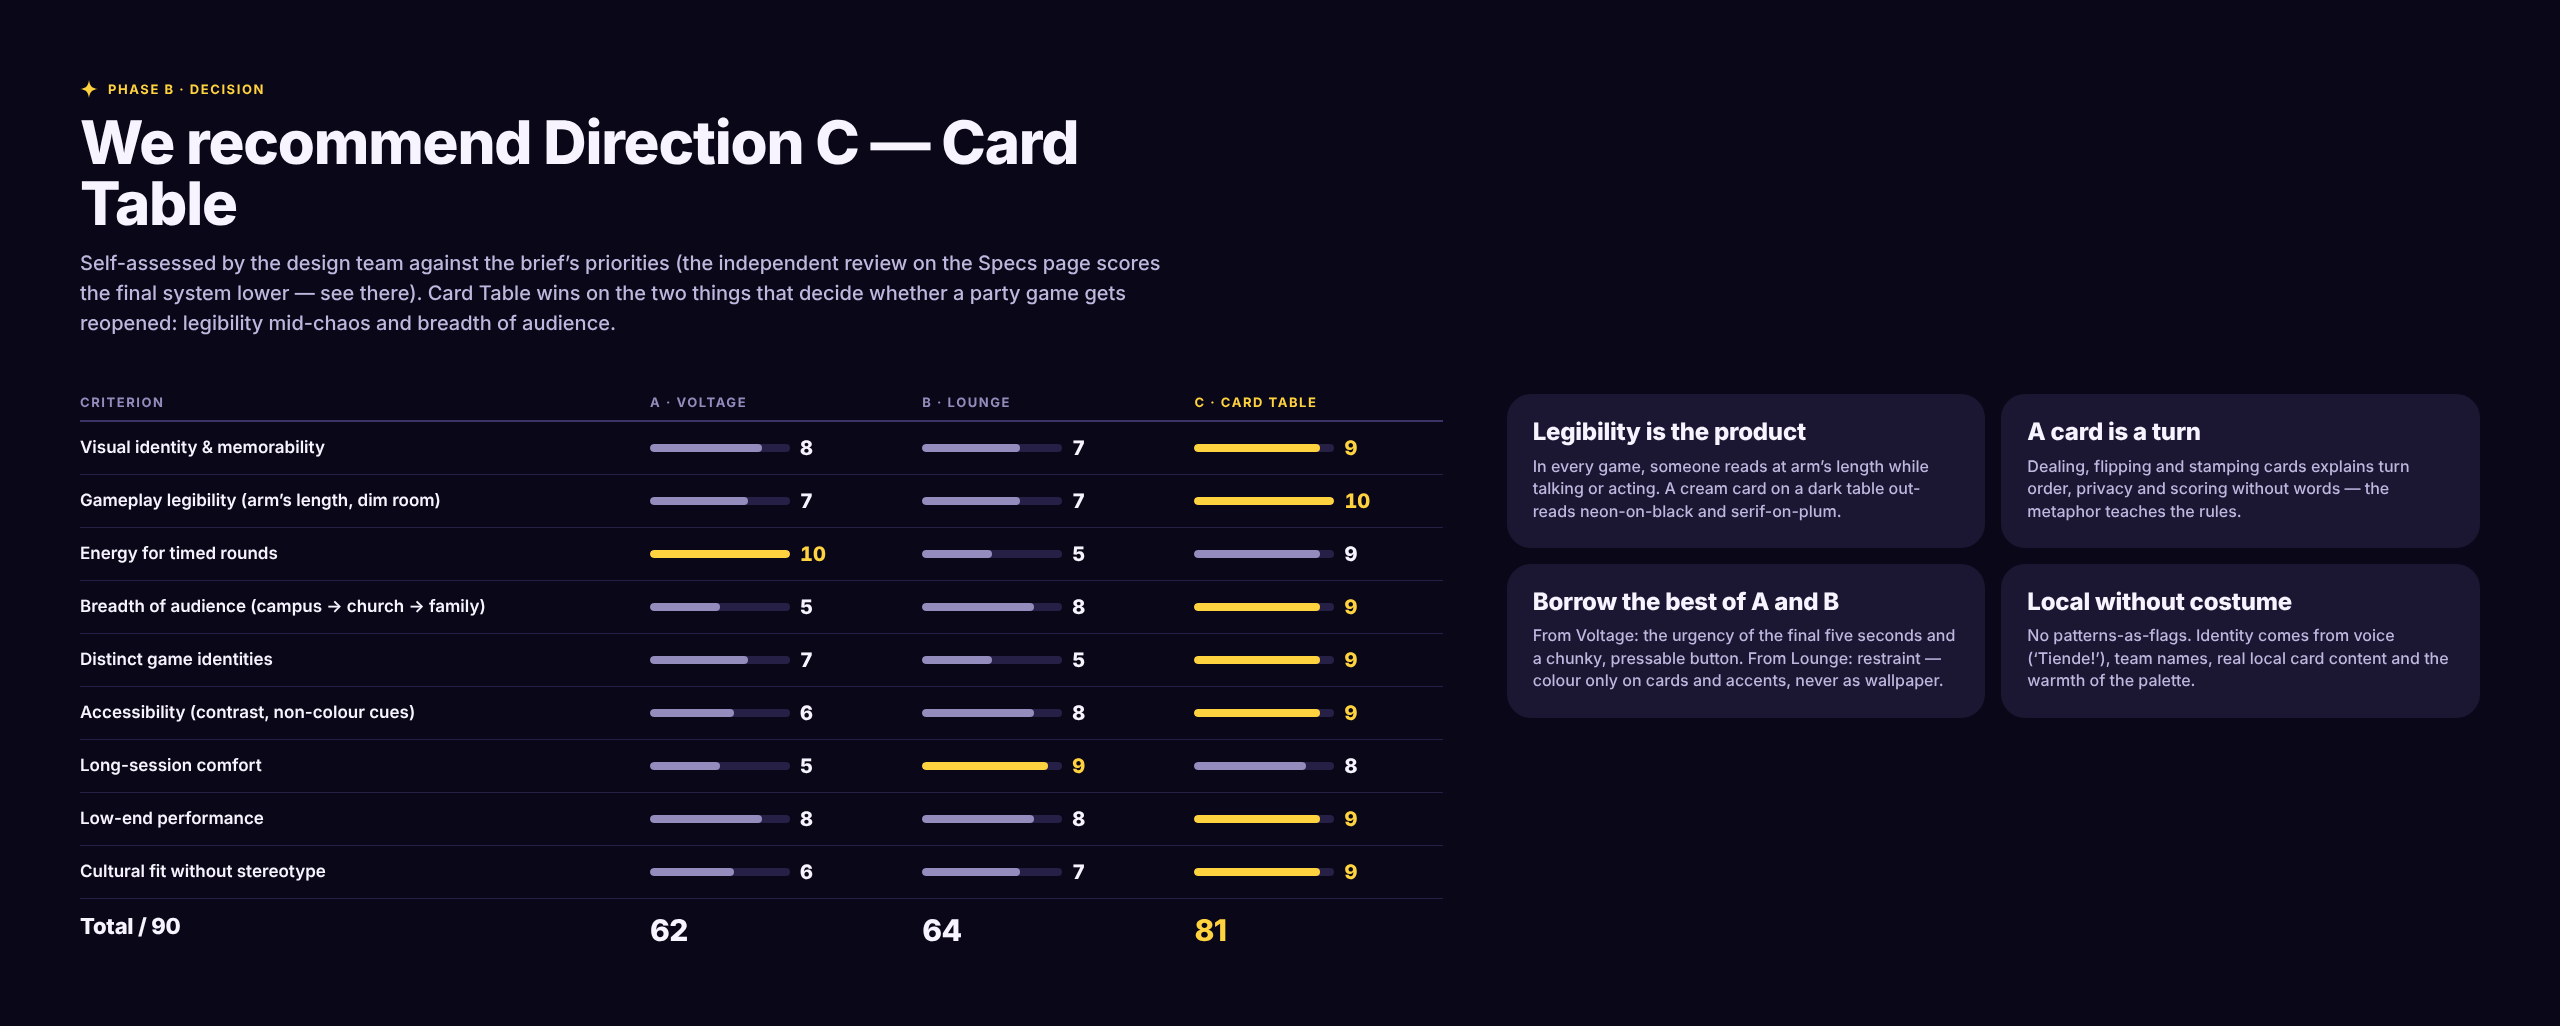 PHASE B · DECISION
We recommend Direction C — Card
Table
Self-assessed by the design team against the brief’s priorities (the independent review on the Specs page scores
the final system lower — see there). Card Table wins on the two things that decide whether a party game gets
reopened: legibility mid-chaos and breadth of audience.
CRITERION A · VOLTAGE B · LOUNGE C · CARD TABLE
Visual identity & memorability 8 7 9
Gameplay legibility (arm’s length, dim room) 7 7 10
Energy for timed rounds 10 5 9
Breadth of audience (campus → church → family) 5 8 9
Distinct game identities 7 5 9
Accessibility (contrast, non-colour cues) 6 8 9
Long-session comfort 5 9 8
Low-end performance 8 8 9
Cultural fit without stereotype 6 7 9
Total / 90 62 64 81
Legibility is the product
In every game, someone reads at arm’s length while
talking or acting. A cream card on a dark table out-
reads neon-on-black and serif-on-plum.
A card is a turn
Dealing, flipping and stamping cards explains turn
order, privacy and scoring without words — the
metaphor teaches the rules.
Borrow the best of A and B
From Voltage: the urgency of the final five seconds and
a chunky, pressable button. From Lounge: restraint —
colour only on cards and accents, never as wallpaper.
Local without costume
No patterns-as-flags. Identity comes from voice
(‘Tiende!’), team names, real local card content and the
warmth of the palette.